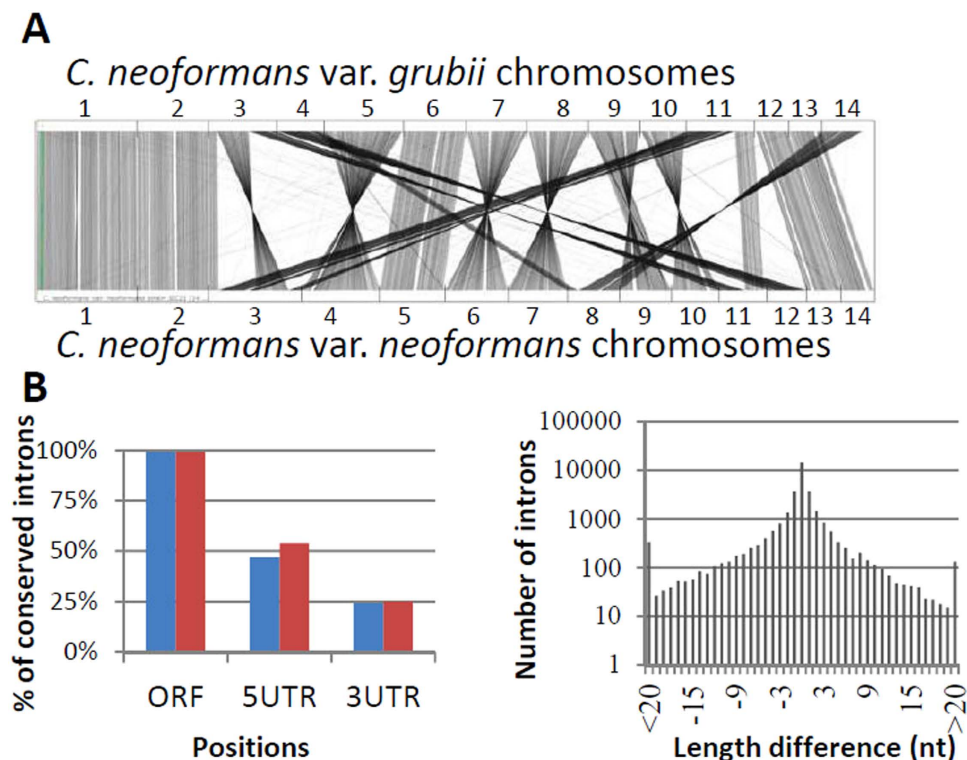 A
C. neoformans var. grubii chromosomes
1 2 3 4 5 6 7 8 9 10 11 12 13 14
1 2 3 4 5 6 7 8 9 10 11 12 13 14
C. neoformans var. neoformans chromosomes
B
% of conserved introns
100%
75%
50%
25%
0%
ORF 5UTR 3UTR
Positions
Number of introns
100000
10000
1000
100
10
1
<20 -15 -9 -3 3 9 15 >20
Length difference (nt)